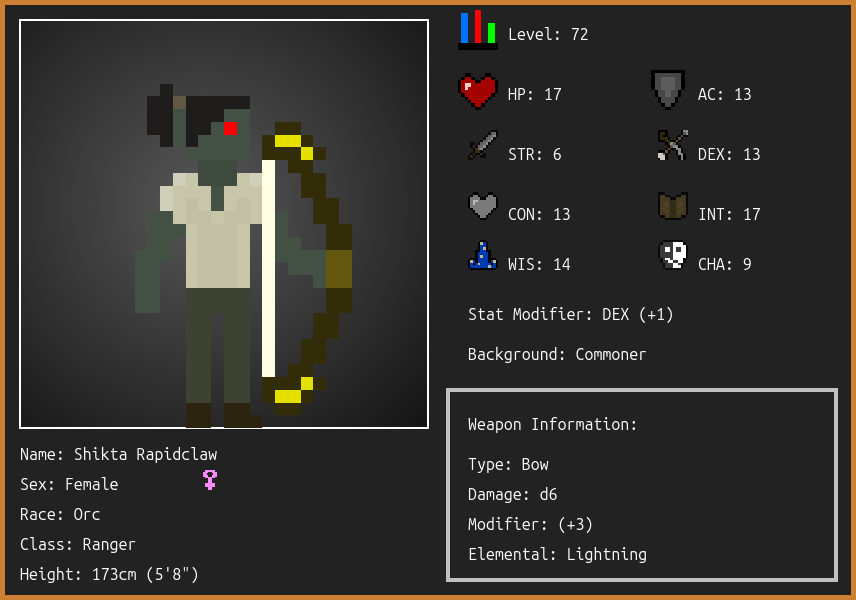 Level: 72
HP: 17
AC: 13
STR: 6
DEX: 13
CON: 13
INT: 17
WIS: 14
CHA: 9
Stat Modifier: DEX (+1)
Background: Commoner
Weapon Information:
Type: Bow
Damage: d6
Modifier: (+3)
Elemental: Lightning
Name: Shikta Rapidclaw
Sex: Female
Race: Orc
Class: Ranger
Height: 173cm (5'8")